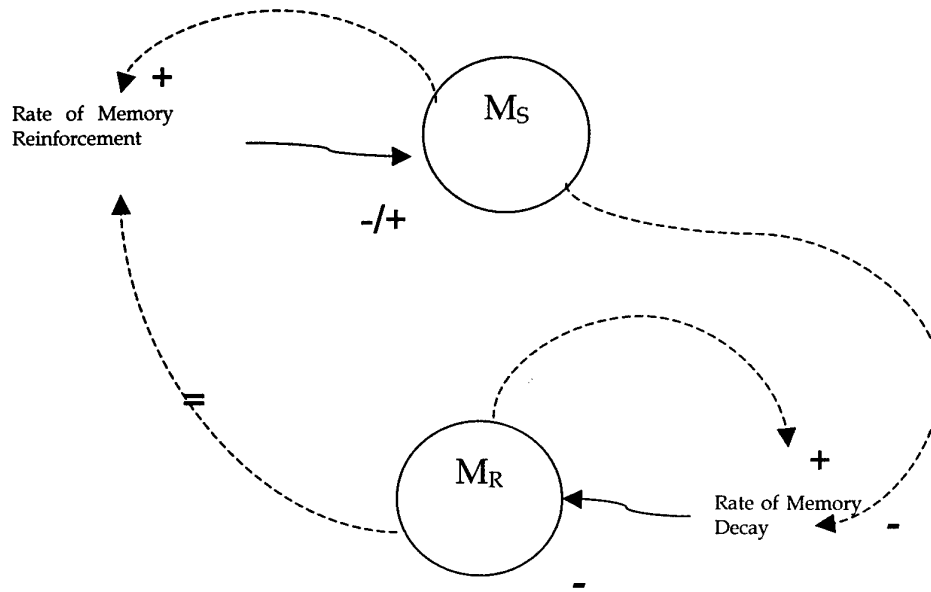 +
M_S
Rate of Memory
Reinforcement
-/+
=
M_R
+
Rate of Memory
Decay
-
-